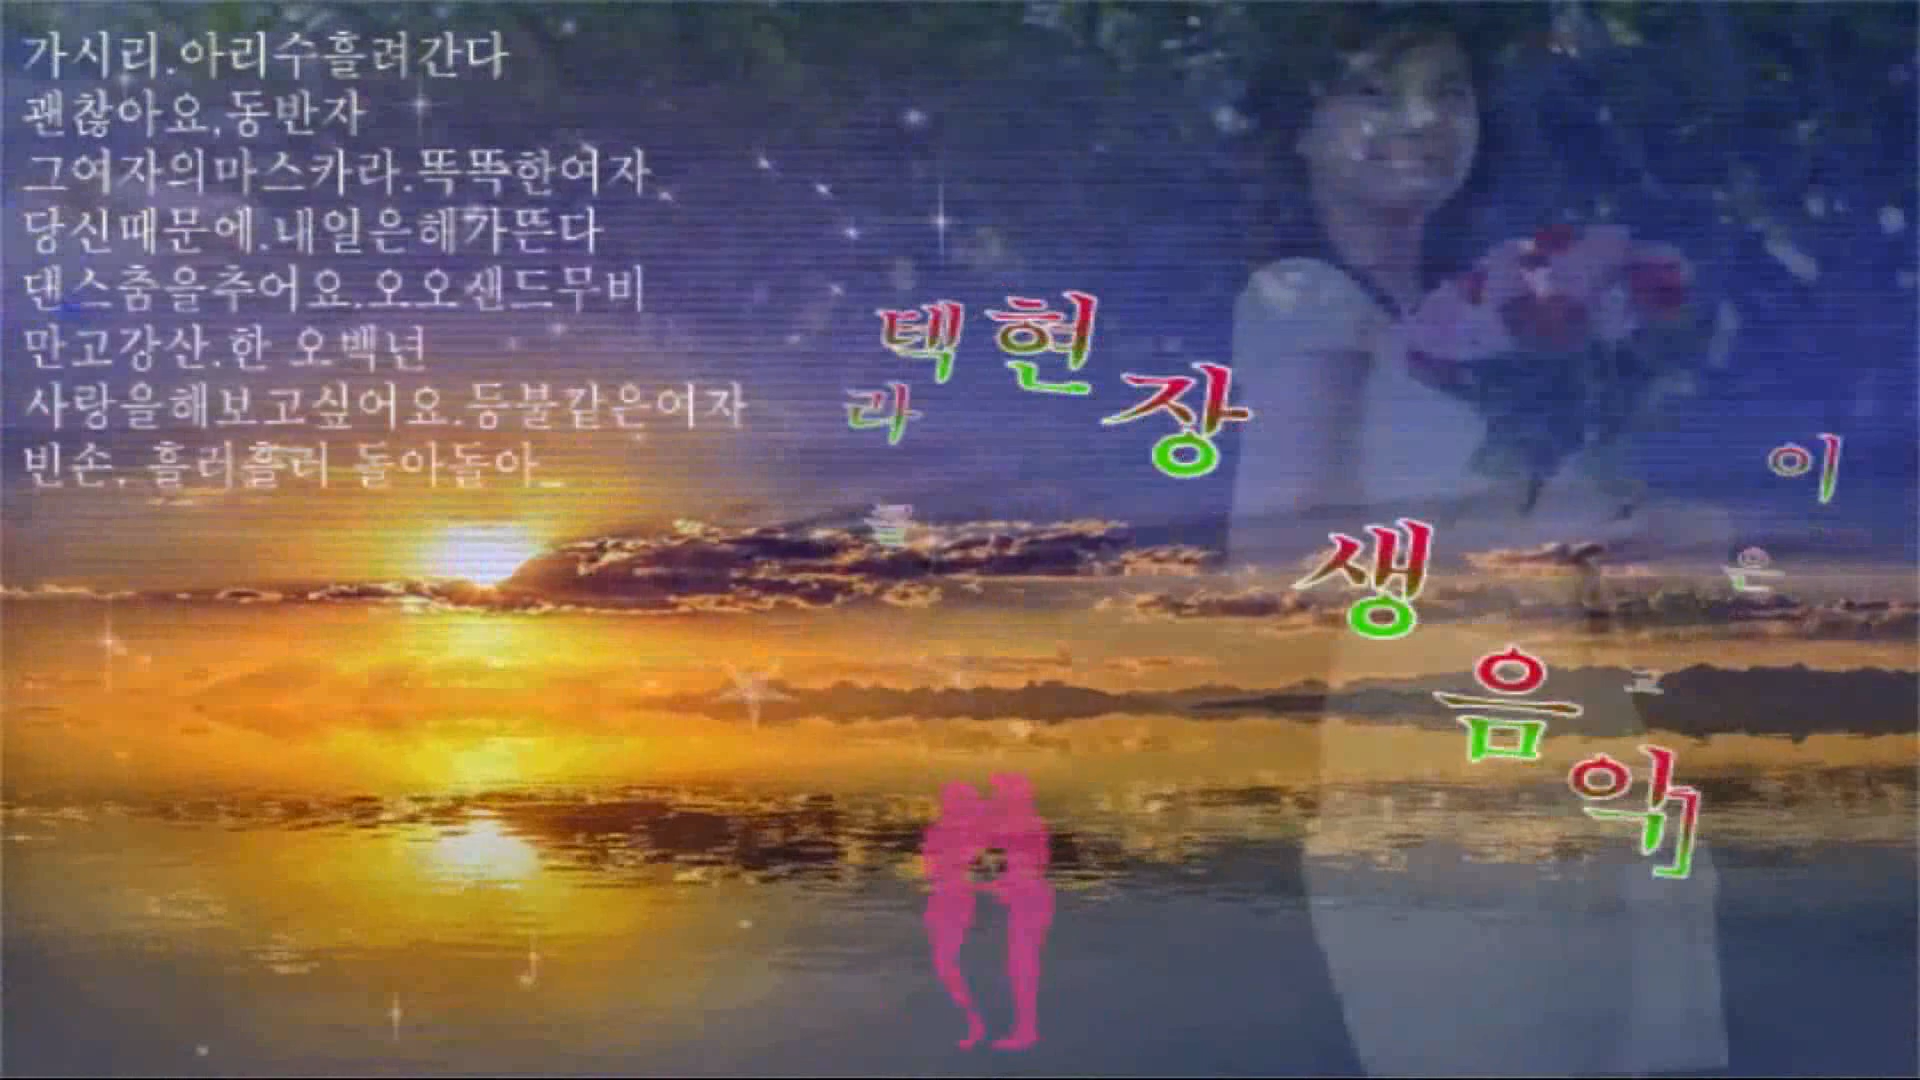 가시리.아리수흘려간다
괜찮아요,동반자
그여자의마스카라.똑똑한여자
당신때문에.내일은해가뜬다
댄스춤을추어요.오오샌드무비
만고강산.한 오백년
사랑을해보고싶어요.등불같은여자
빈손, 흘러흘러 돌아돌아_
라
택
현
장
생
음
악]
이
은
고